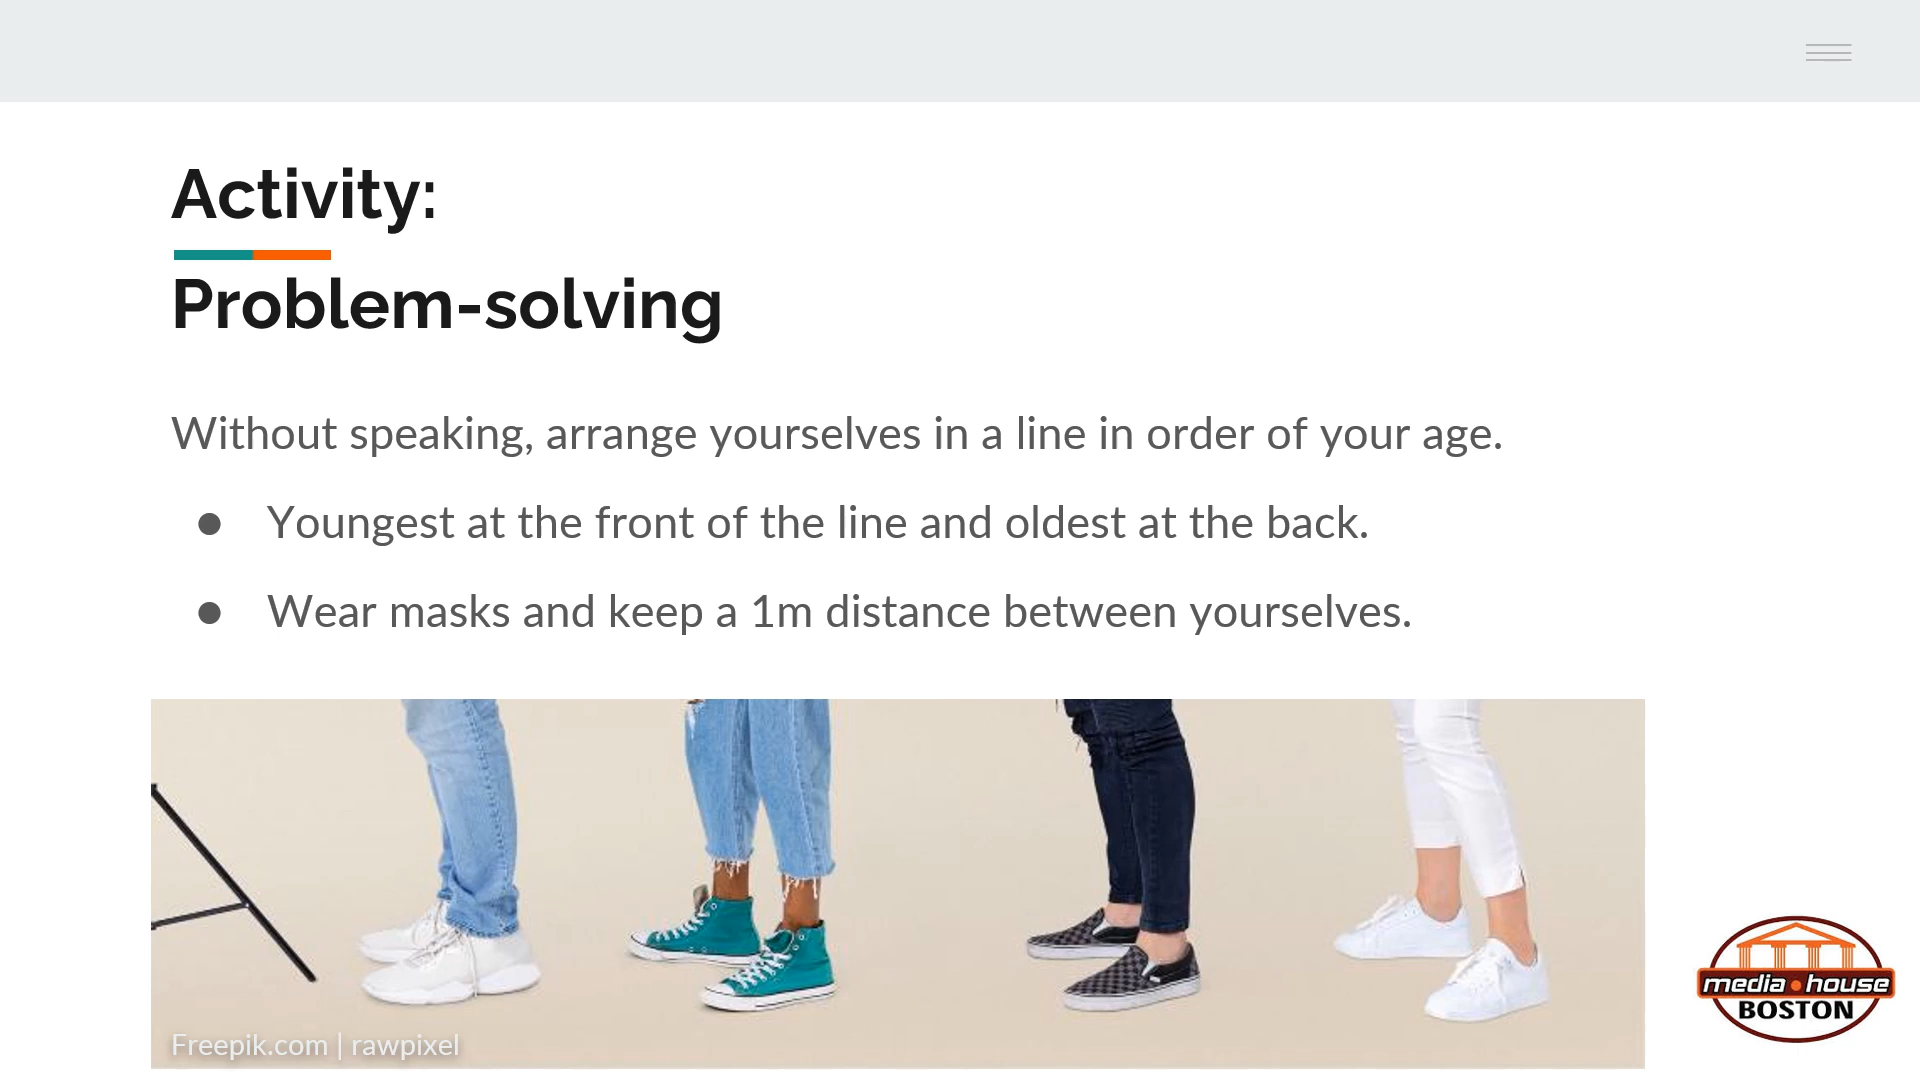 Activity:
Problem-solving
Without speaking, arrange yourselves in a line in order of your age.
● Youngest at the front of the line and oldest at the back.
● Wear masks and keep a 1m distance between yourselves.
Freepik.com | rawpixel
media house
BOSTON